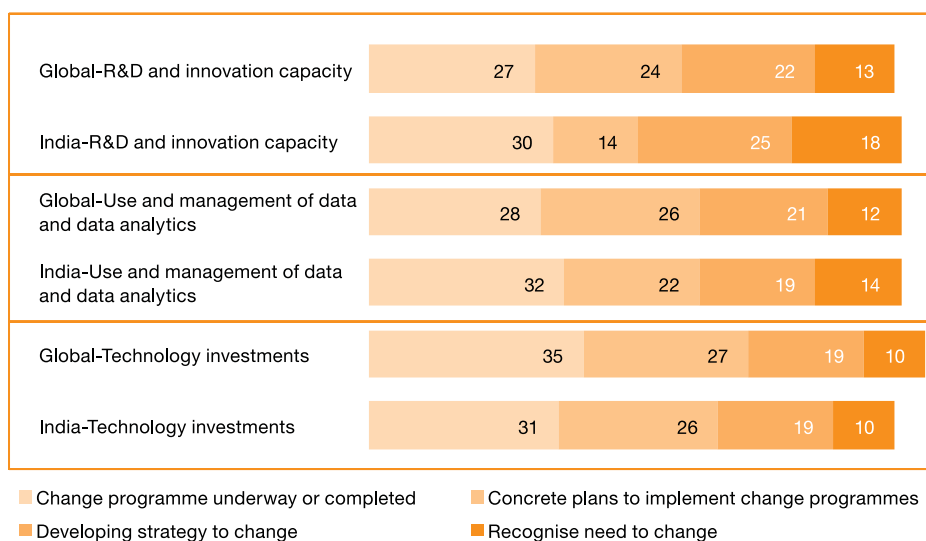 Global-R&D and innovation capacity
27 24 22 13
India-R&D and innovation capacity
30 14 25 18
Global-Use and management of data
and data analytics
28 26 21 12
India-Use and management of data
and data analytics
32 22 19 14
Global-Technology investments
35 27 19 10
India-Technology investments
31 26 19 10
Change programme underway or completed
Concrete plans to implement change programmes
Developing strategy to change
Recognise need to change